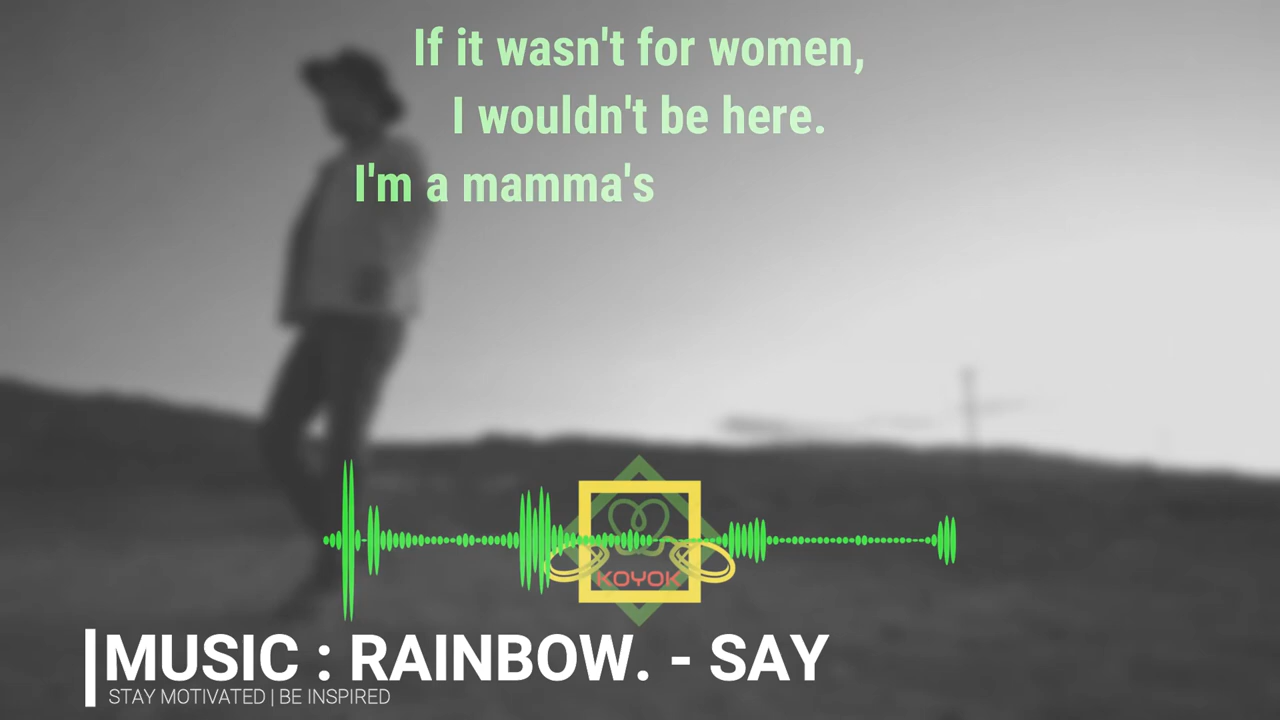 If it wasn't for women,
I wouldn't be here.
I'm a mamma's
KOYOK
MUSIC : RAINBOW. - SAY
STAY MOTIVATED | BE INSPIRED